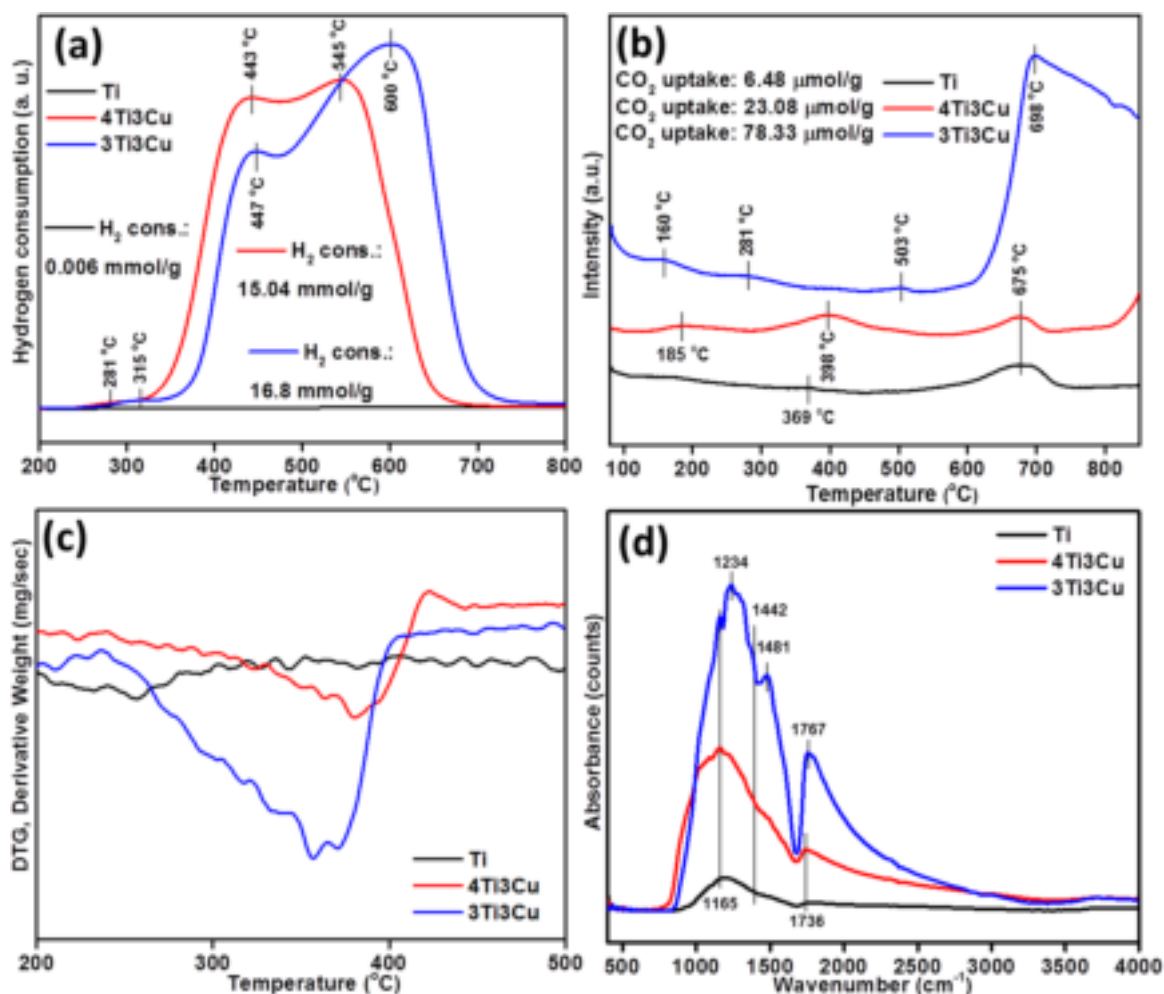 (a)
Hydrogen consumption (a. u.)
Ti
4Ti3Cu
3Ti3Cu
443 °C
545 °C
600 °C
447 °C
H₂ cons.:
0.006 mmol/g
H₂ cons.:
15.04 mmol/g
H₂ cons.:
16.8 mmol/g
281 °C
315 °C
200 300 400 500 600 700 800
Temperature (°C)
(b)
Intensity (a.u.)
CO₂ uptake: 6.48 μmol/g Ti
CO₂ uptake: 23.08 μmol/g 4Ti3Cu
CO₂ uptake: 78.33 μmol/g 3Ti3Cu
698 °C
160 °C
281 °C
503 °C
675 °C
185 °C
398 °C
369 °C
100 200 300 400 500 600 700 800
Temperature (°C)
(c)
DTG, Derivative Weight (mg/sec)
Ti
4Ti3Cu
3Ti3Cu
200 300 400 500
Temperature (°C)
(d)
Absorbance (counts)
Ti
4Ti3Cu
3Ti3Cu
1234
1442
1481
1767
1165
1736
500 1000 1500 2000 2500 3000 3500 4000
Wavenumber (cm⁻¹)